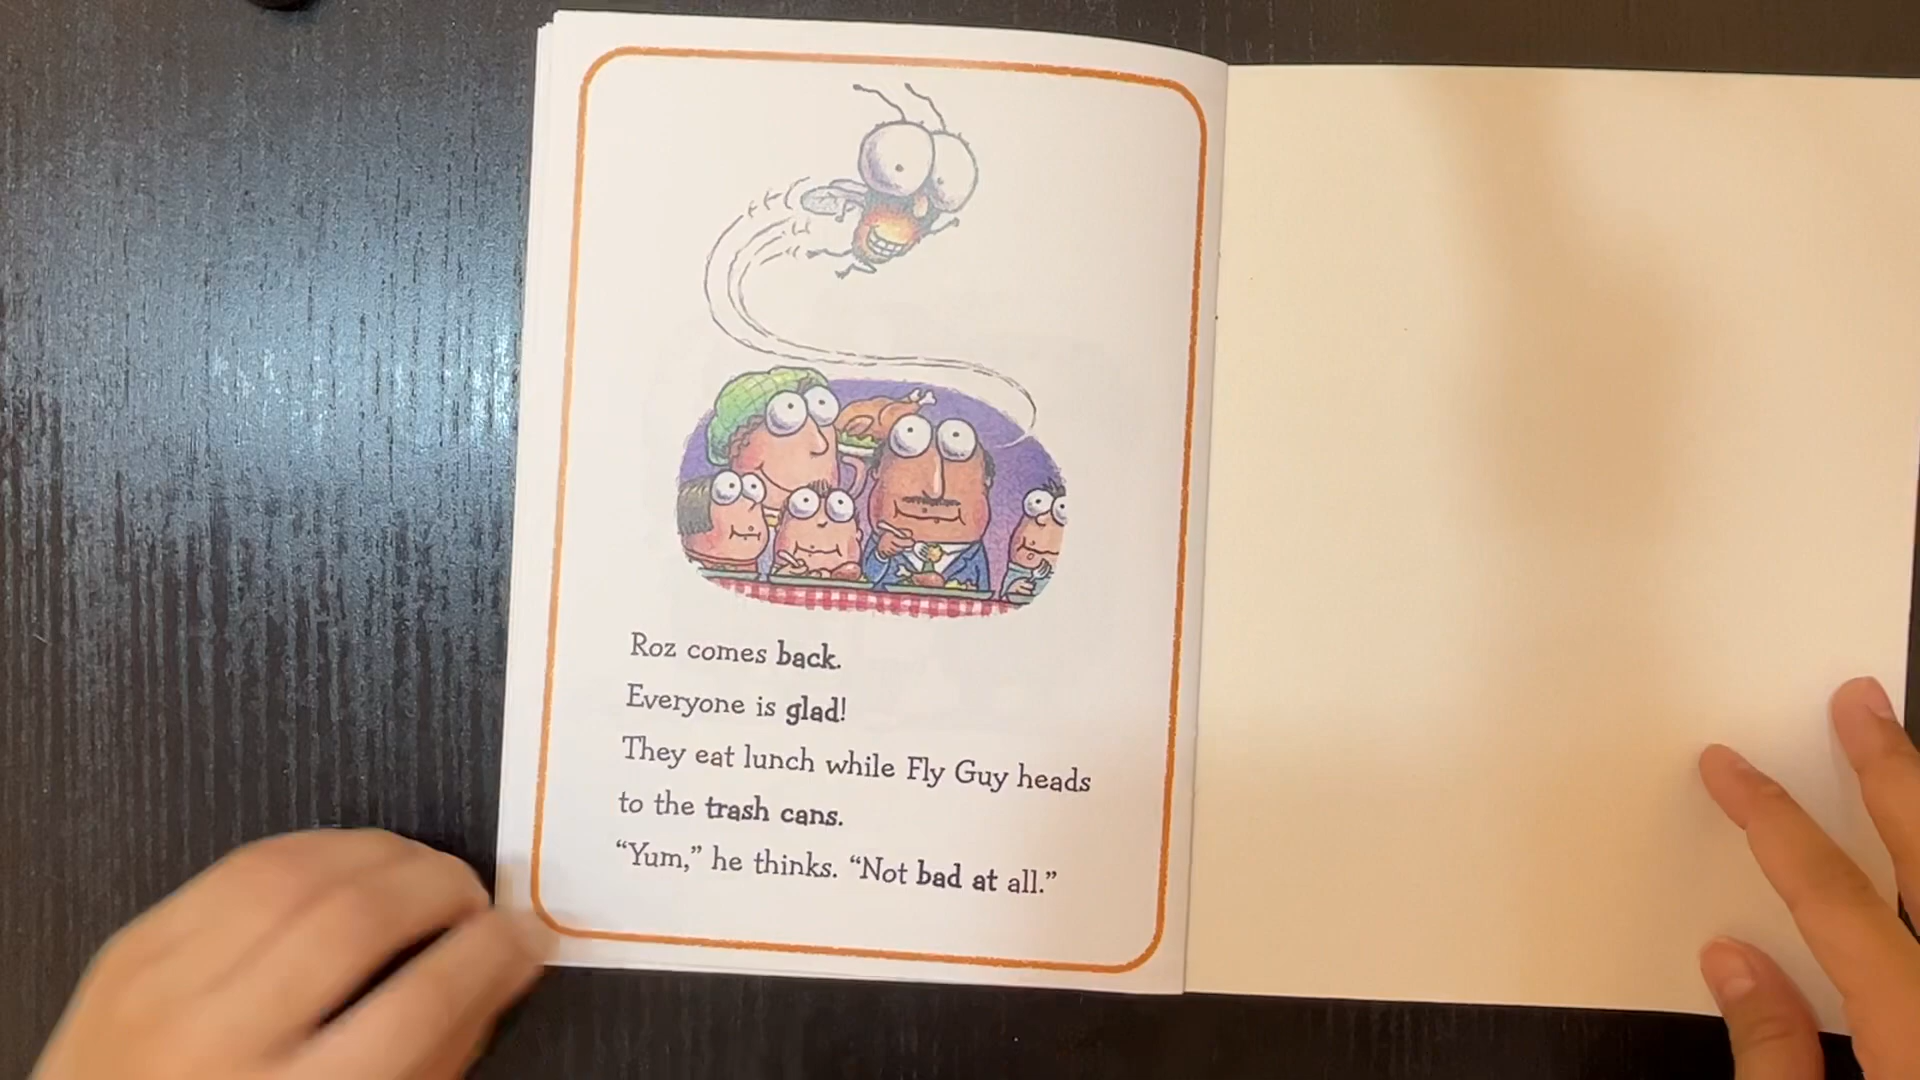 Roz comes back.
Everyone is glad!
They eat lunch while Fly Guy heads
to the trash cans.
“Yum,” he thinks. “Not bad at all.”